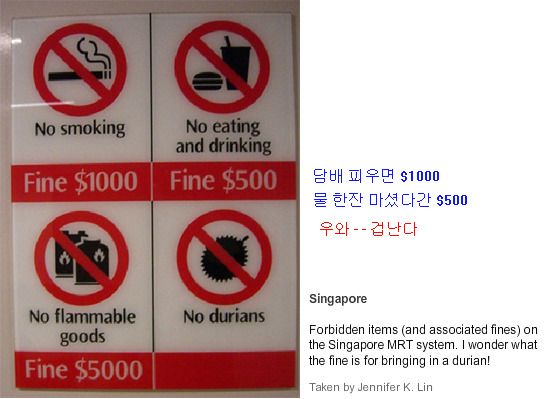 No smoking
No eating
and drinking
Fine $1000
Fine $500
No flammable
goods
No durians
Fine $5000
담배 피우면 $1000
물 한잔 마셨다간 $500
우와 -- 겁난다
Singapore
Forbidden items (and associated fines) on
the Singapore MRT system. I wonder what
the fine is for bringing in a durian!
Taken by Jennifer K. Lin